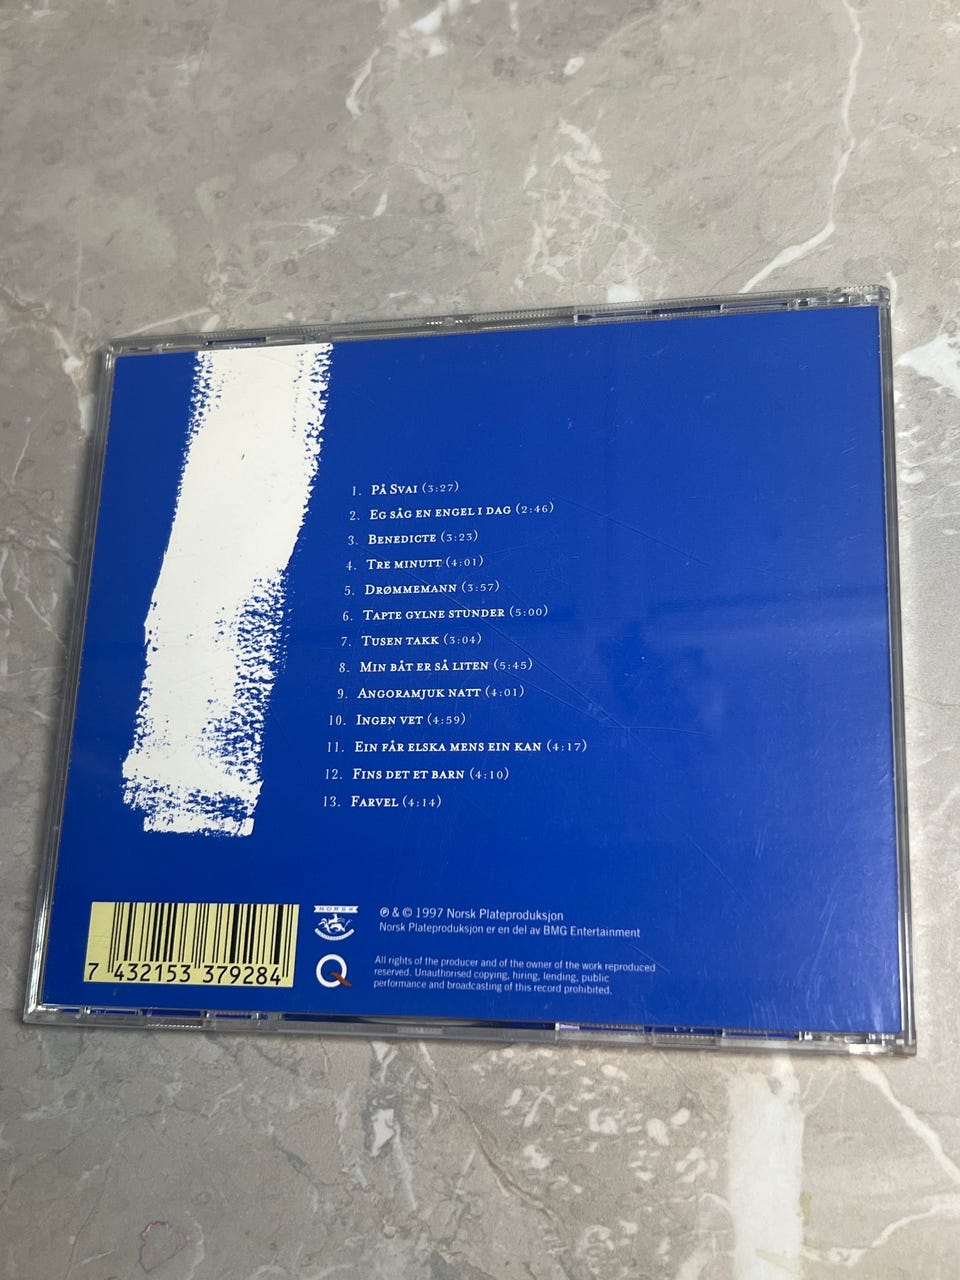 1. På Svai (3:27)
2. Eg såg en engel i dag (2:46)
3. Benedicte (3:23)
4. Tre minutt (4:01)
5. Drømmemann (3:57)
6. Tapte gylne stunder (5:00)
7. Tusen takk (3:04)
8. Min båt er så liten (5:45)
9. Angoramjuk natt (4:01)
10. Ingen vet (4:59)
11. Ein får elska mens ein kan (4:17)
12. Fins det et barn (4:10)
13. Farvel (4:14)
7 432153 379284
NORSK
℗ & © 1997 Norsk Plateproduksjon
Norsk Plateproduksjon er en del av BMG Entertainment
Q
All rights of the producer and of the owner of the work reproduced
reserved. Unauthorised copying, hiring, lending, public
performance and broadcasting of this record prohibited.